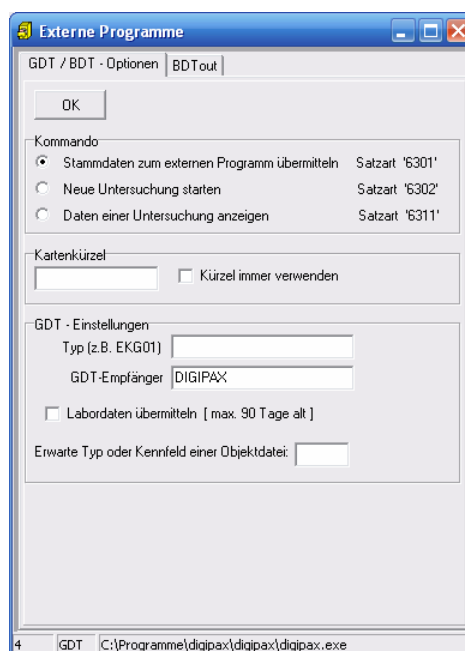 Externe Programme
GDT / BDT - Optionen BDTout
OK
Kommando
Stammdaten zum externen Programm übermitteln Satzart '6301'
Neue Untersuchung starten Satzart '6302'
Daten einer Untersuchung anzeigen Satzart '6311'
Kartenkürzel
Kürzel immer verwenden
GDT - Einstellungen
Typ (z.B. EKG01)
GDT-Empfänger DIGIPAX
Labordaten übermitteln [ max. 90 Tage alt ]
Erwarte Typ oder Kennfeld einer Objektdatei:
4 GDT C:\Programme\digipax\digipax\digipax.exe